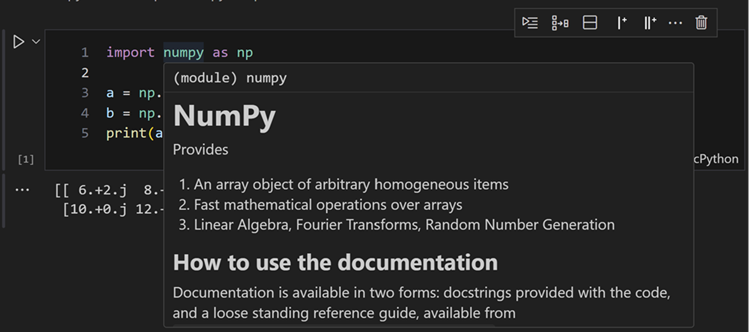 1 import numpy as np
2
3 a = np.
4 b = np.
5 print(a
(module) numpy
NumPy
Provides
1. An array object of arbitrary homogeneous items
2. Fast mathematical operations over arrays
3. Linear Algebra, Fourier Transforms, Random Number Generation
How to use the documentation
Documentation is available in two forms: docstrings provided with the code,
and a loose standing reference guide, available from
[1]
cPython
[[ 6.+2.j 8.-
[10.+0.j 12.-